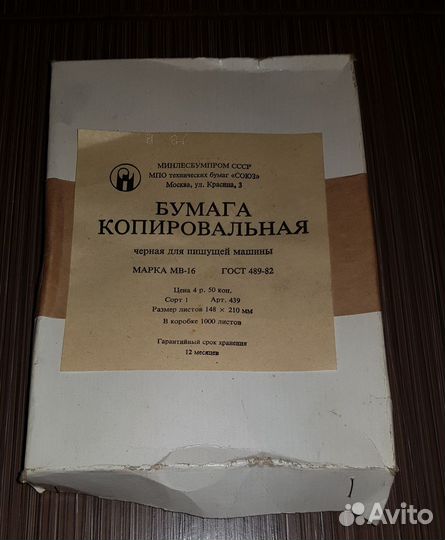 МИНЛЕСБУМПРОМ СССР
МПО технических бумаг «СОЮЗ»
Москва, ул. Красина, 3
БУМАГА
КОПИРОВАЛЬНАЯ
черная для пишущей машины
МАРКА МВ-16 ГОСТ 489-82
Цена 4 р. 50 коп.
Сорт 1 Арт. 439
Размер листов 148 × 210 мм
В коробке 1000 листов
Гарантийный срок хранения
12 месяцев
Avito